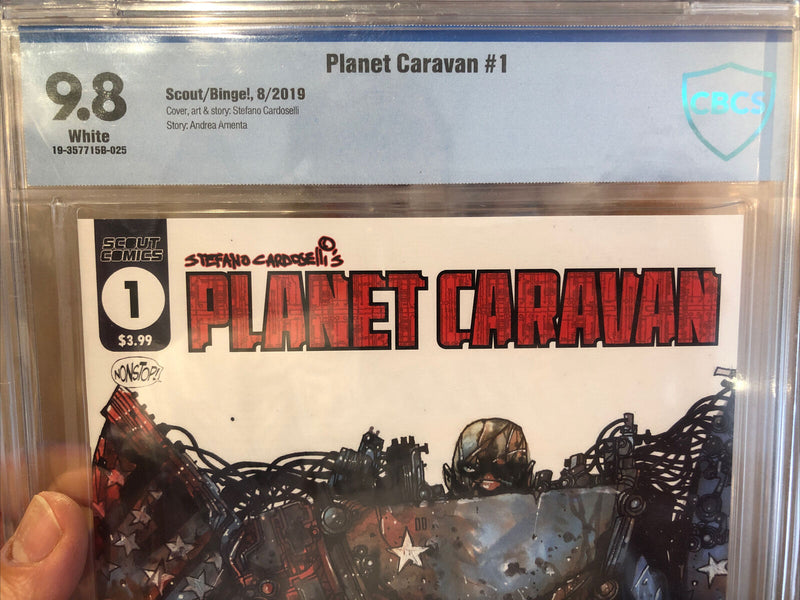 Planet Caravan #1
9.8
White
19-357715B-025
Scout/Binge!, 8/2019
Cover, art & story: Stefano Cardoselli
Story: Andrea Amenta
CBCS
SCOUT
COMICS
1
$3.99
STEFANO CARDOSELLI'S
PLANET CARAVAN
NONSTOP!